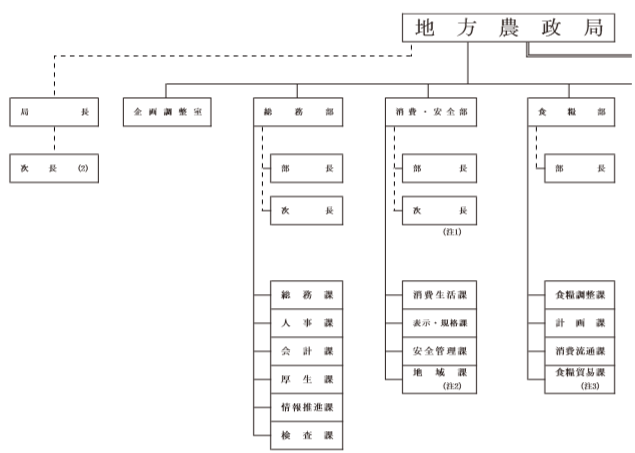 地方農政局
局長
企画調整室
総務部
消費・安全部
食糧部
次長(2)
部長
部長
部長
次長
次長
(注1)
総務課
消費生活課
食糧調整課
人事課
表示・規格課
計画課
会計課
安全管理課
消費流通課
厚生課
地域課
(注2)
食糧貿易課
(注3)
情報推進課
検査課